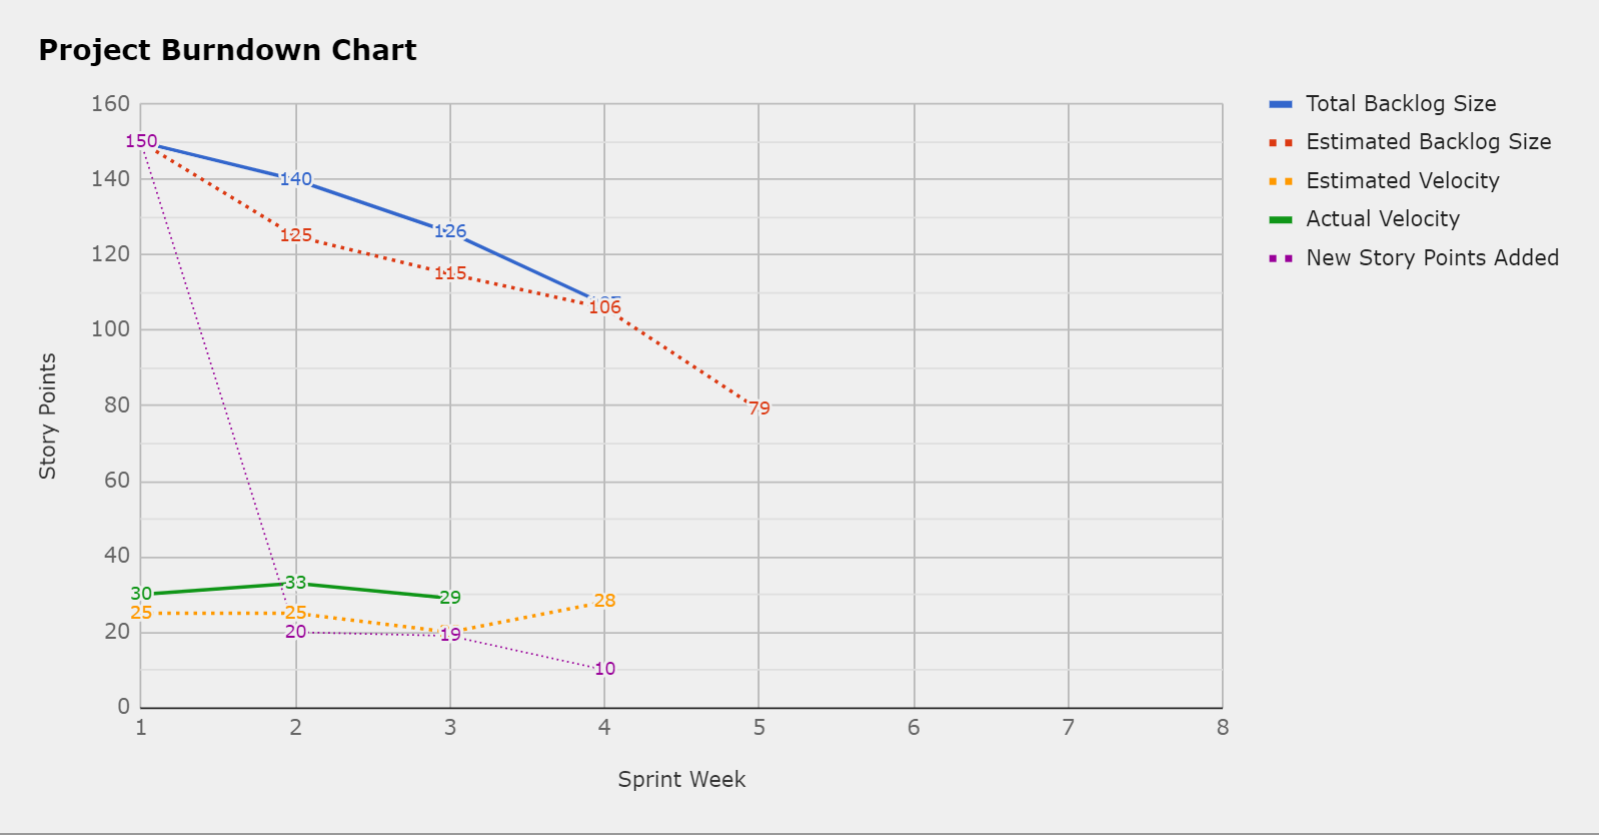 Project Burndown Chart
160
140
120
100
80
60
40
20
0
Story Points
150
140
126
125
115
106
79
30
33
29
25
25
28
20
19
10
1 2 3 4 5 6 7 8
Sprint Week
Total Backlog Size
Estimated Backlog Size
Estimated Velocity
Actual Velocity
New Story Points Added